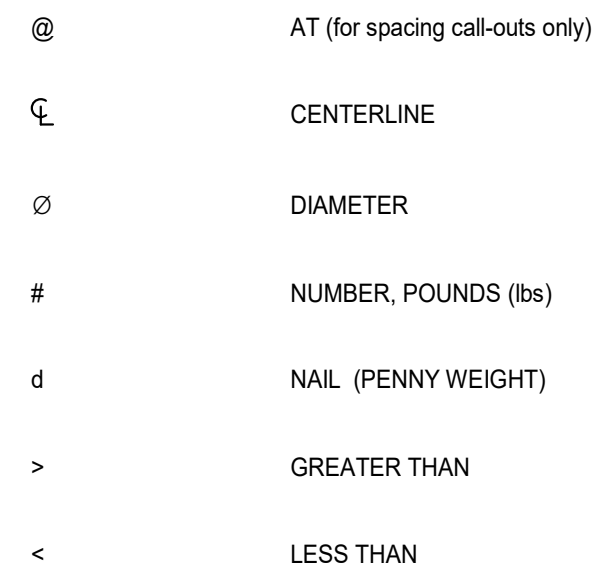 @ AT (for spacing call-outs only)
℄ CENTERLINE
∅ DIAMETER
# NUMBER, POUNDS (lbs)
d NAIL (PENNY WEIGHT)
> GREATER THAN
< LESS THAN